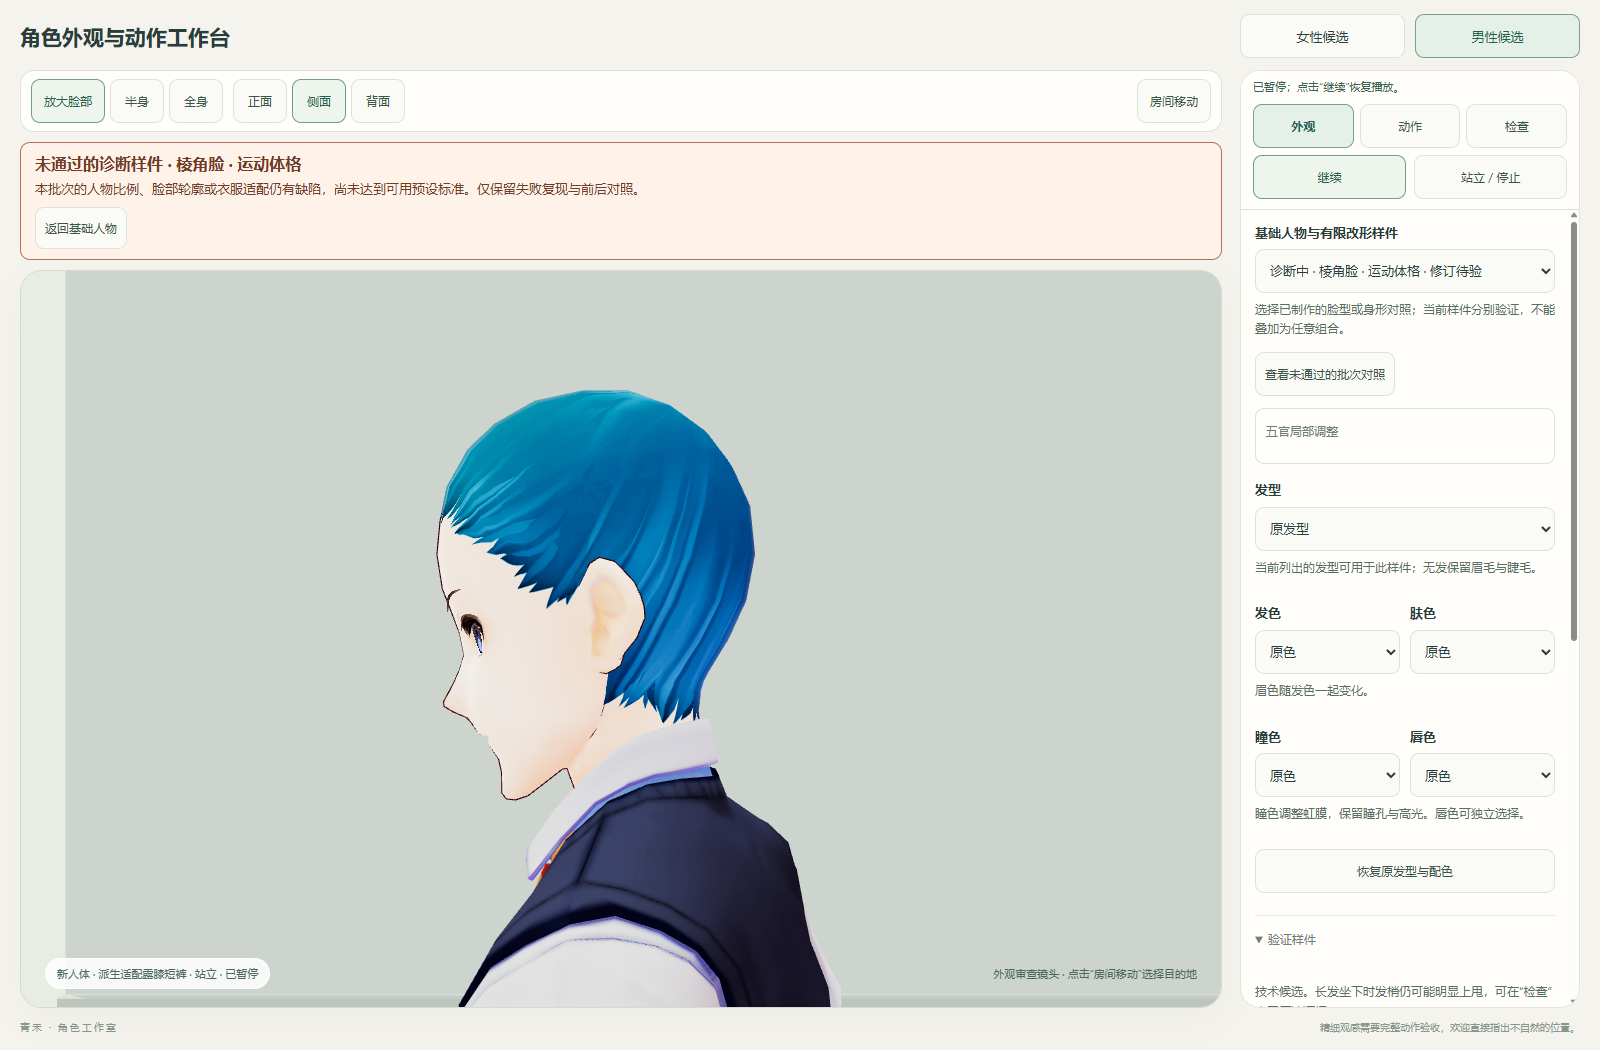 角色外观与动作工作台
女性候选
男性候选
放大脸部
半身
全身
正面
侧面
背面
房间移动
未通过的诊断样件 · 棱角脸 · 运动体格
本批次的人物比例、脸部轮廓或衣服适配仍有缺陷，尚未达到可用预设标准。仅保留失败复现与前后对照。
返回基础人物
新人体 · 派生适配露膝短裤 · 站立 · 已暂停
外观审查镜头 · 点击“房间移动”选择目的地
已暂停；点击“继续”恢复播放。
外观
动作
检查
继续
站立 / 停止
基础人物与有限改形样件
诊断中 · 棱角脸 · 运动体格 · 修订待验
选择已制作的脸型或身形对照；当前样件分别验证，不能
叠加为任意组合。
查看未通过的批次对照
五官局部调整
发型
原发型
当前列出的发型可用于此样件；无发保留眉毛与睫毛。
发色
肤色
原色
原色
眉色随发色一起变化。
瞳色
唇色
原色
原色
瞳色调整虹膜，保留瞳孔与高光。唇色可独立选择。
恢复原发型与配色
▼ 验证样件
技术候选。长发坐下时发梢仍可能明显上甩，可在“检查”
青禾 · 角色工作室
精细观感需要完整动作验收，欢迎直接指出不自然的位置。